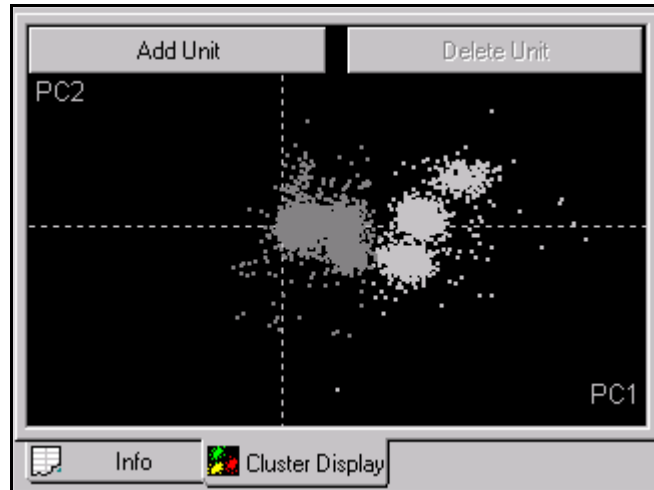 Add Unit
Delete Unit
PC2
PC1
Info
Cluster Display